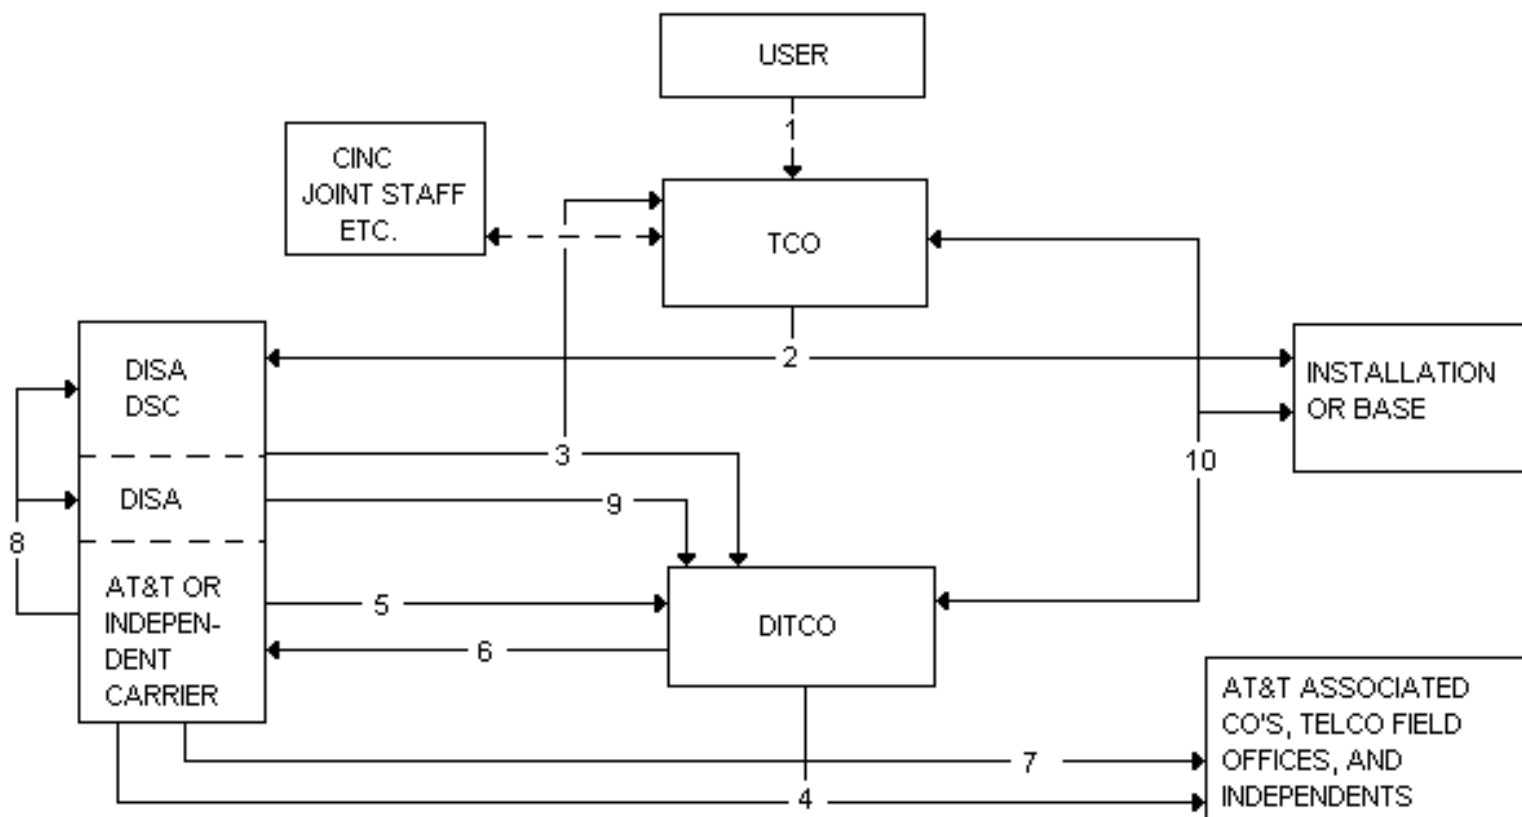 USER
1
CINC
JOINT STAFF
ETC.
TCO
2
DISA
DSC
INSTALLATION
OR BASE
3
10
DISA
9
8
AT&T OR
INDEPEN-
DENT
CARRIER
5
6
DITCO
AT&T ASSOCIATED
CO'S, TELCO FIELD
OFFICES, AND
INDEPENDENTS
7
4